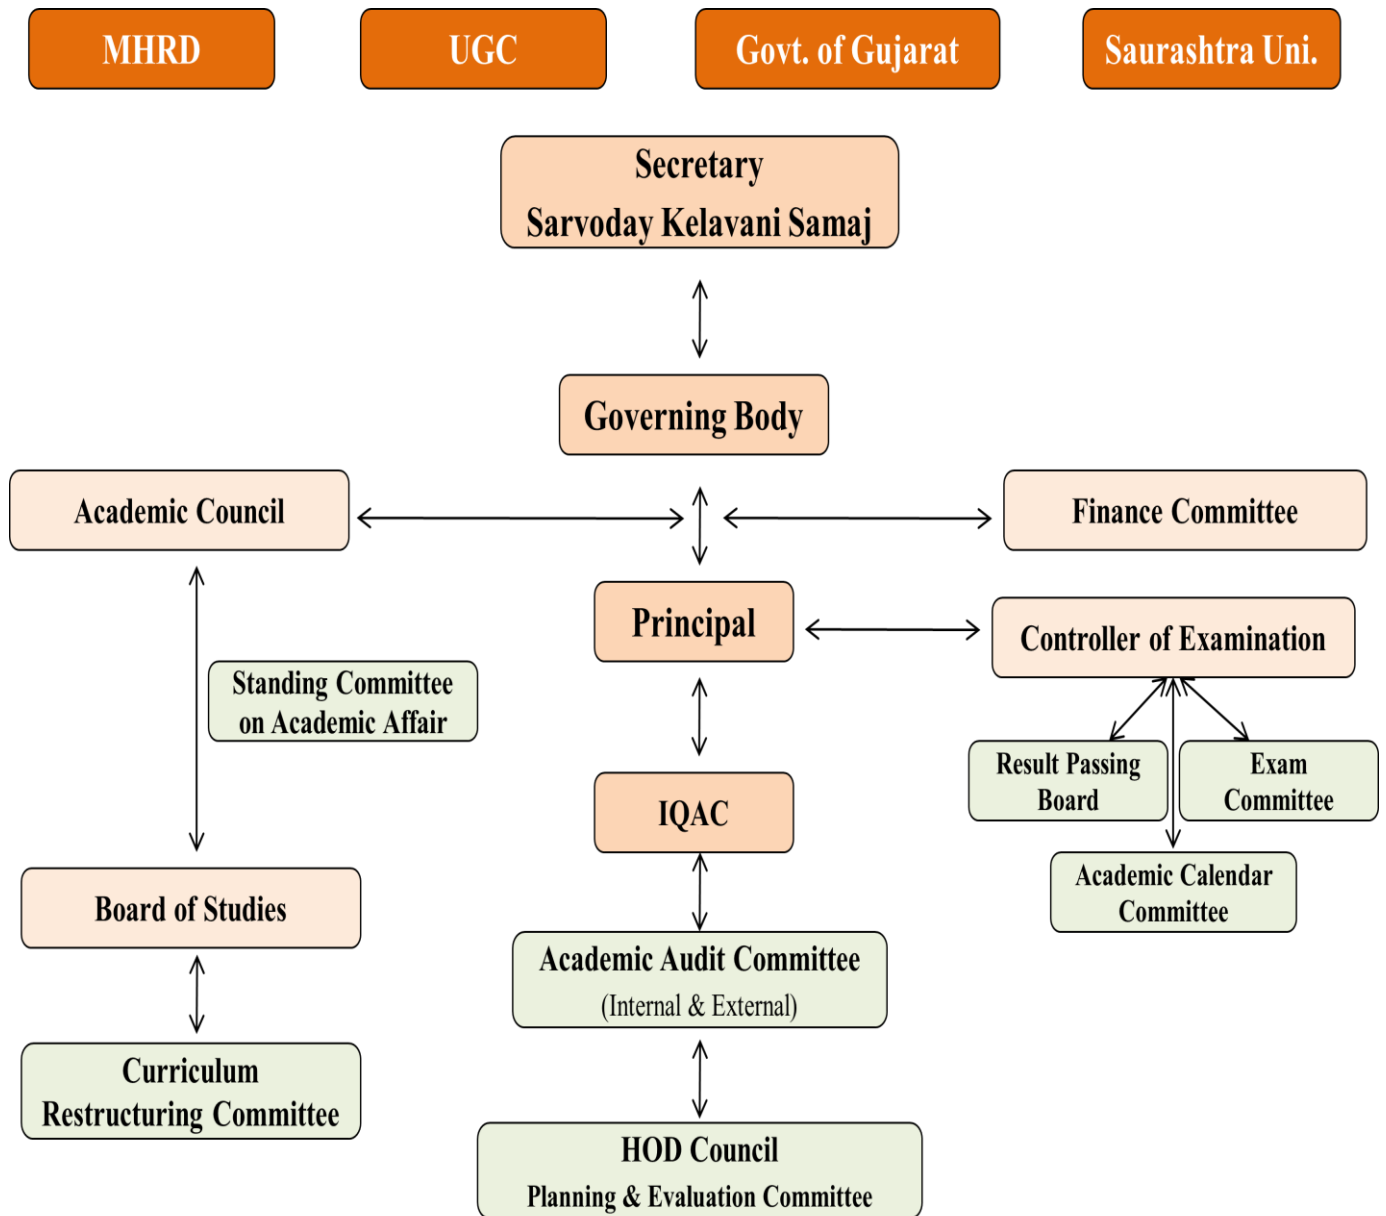 MHRD
UGC
Govt. of Gujarat
Saurashtra Uni.
Secretary
Sarvoday Kelavani Samaj
Governing Body
Academic Council
Finance Committee
Principal
Controller of Examination
Standing Committee
on Academic Affair
Result Passing
Board
Exam
Committee
IQAC
Academic Calendar
Committee
Board of Studies
Academic Audit Committee
(Internal & External)
Curriculum
Restructuring Committee
HOD Council
Planning & Evaluation Committee